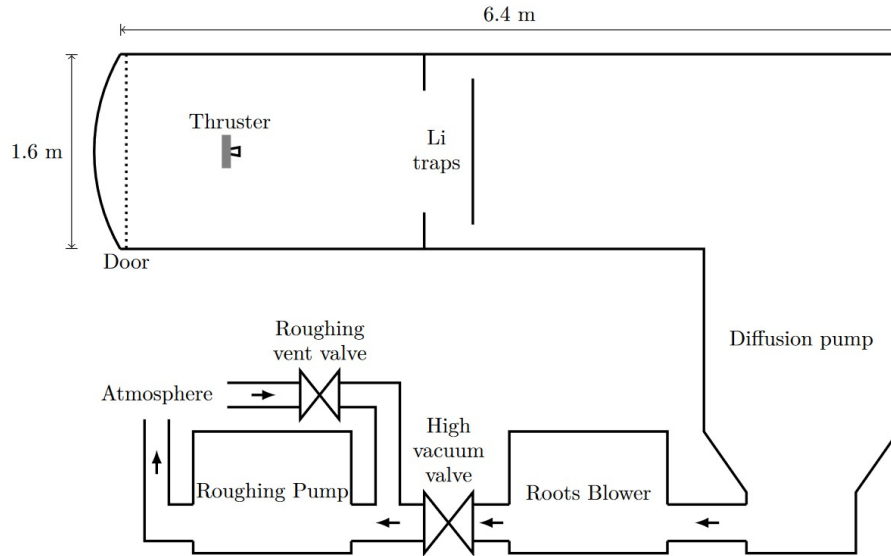 6.4 m
Thruster
1.6 m
Li
traps
Door
Roughing
vent valve
Diffusion pump
Atmosphere
High
vacuum
valve
Roughing Pump
Roots Blower